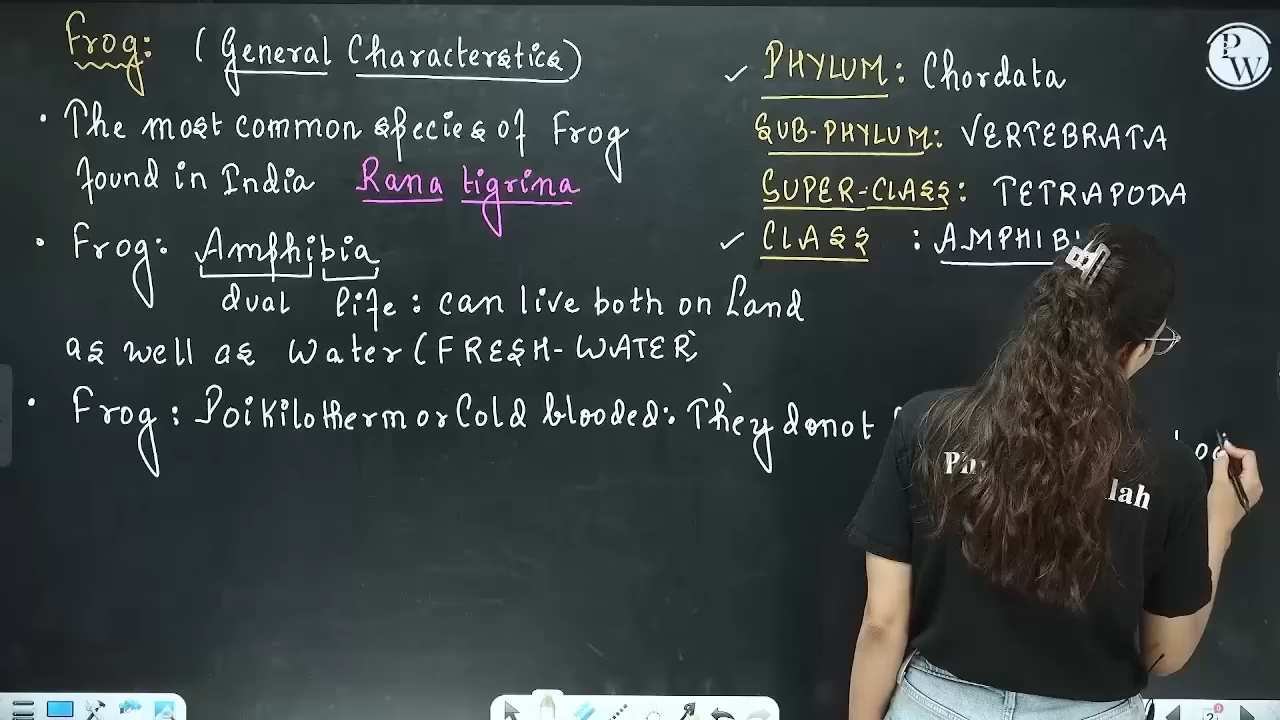 Frog: (General Characterstics)
• The most common species of Frog
found in India Rana tigrina
• Frog: Amphibia
dual life: can live both on Land
as well as Water (FRESH-WATER)
• Frog: Poikilotherm or Cold blooded: They donot
✓ PHYLUM: Chordata
SUB-PHYLUM: VERTEBRATA
SUPER-CLASS: TETRAPODA
✓ CLASS : AMPHIBI
PW